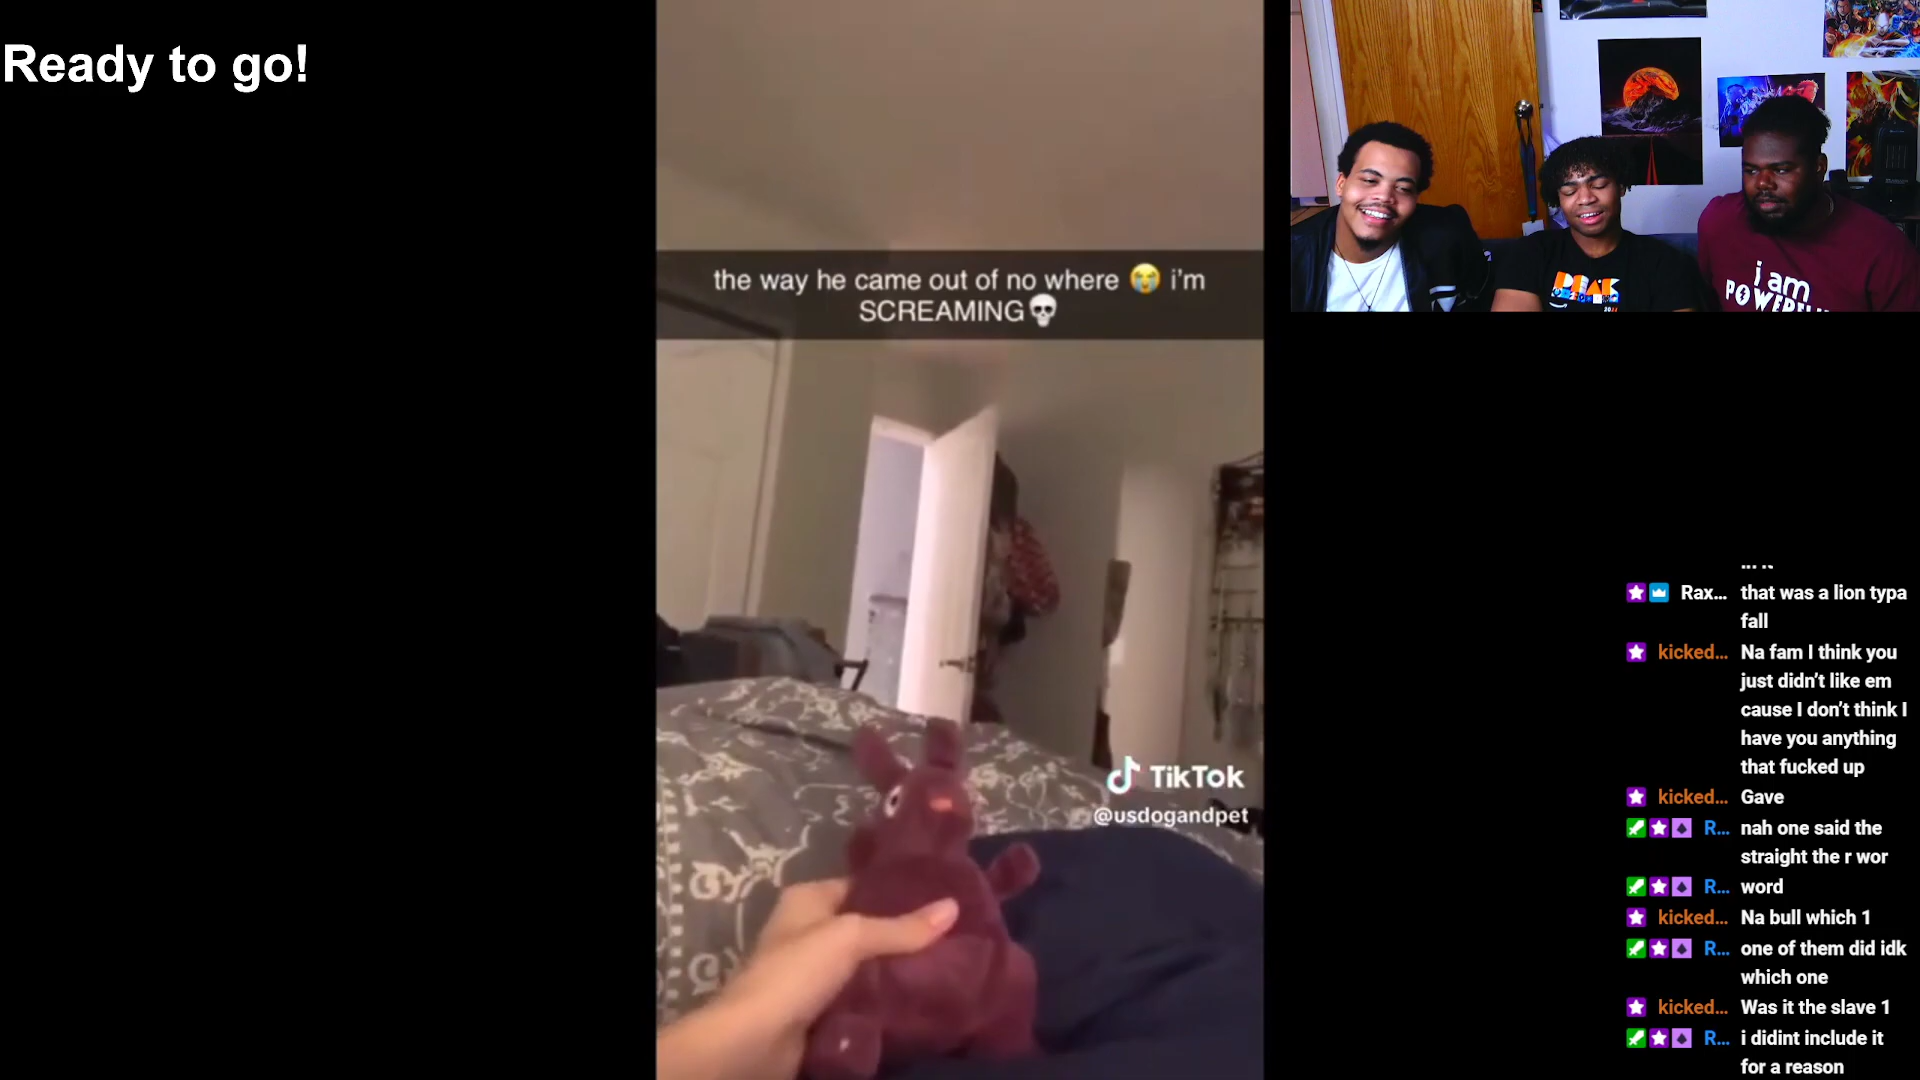 Ready to go!
the way he came out of no where 😭 i'm
SCREAMING💀
TikTok
@usdogandpet
i am
Rax... that was a lion typa
fall
kicked... Na fam I think you
just didn't like em
cause I don't think I
have you anything
that fucked up
kicked... Gave
R... nah one said the
straight the r wor
R... word
kicked... Na bull which 1
R... one of them did idk
which one
kicked... Was it the slave 1
R... i didint include it
for a reason